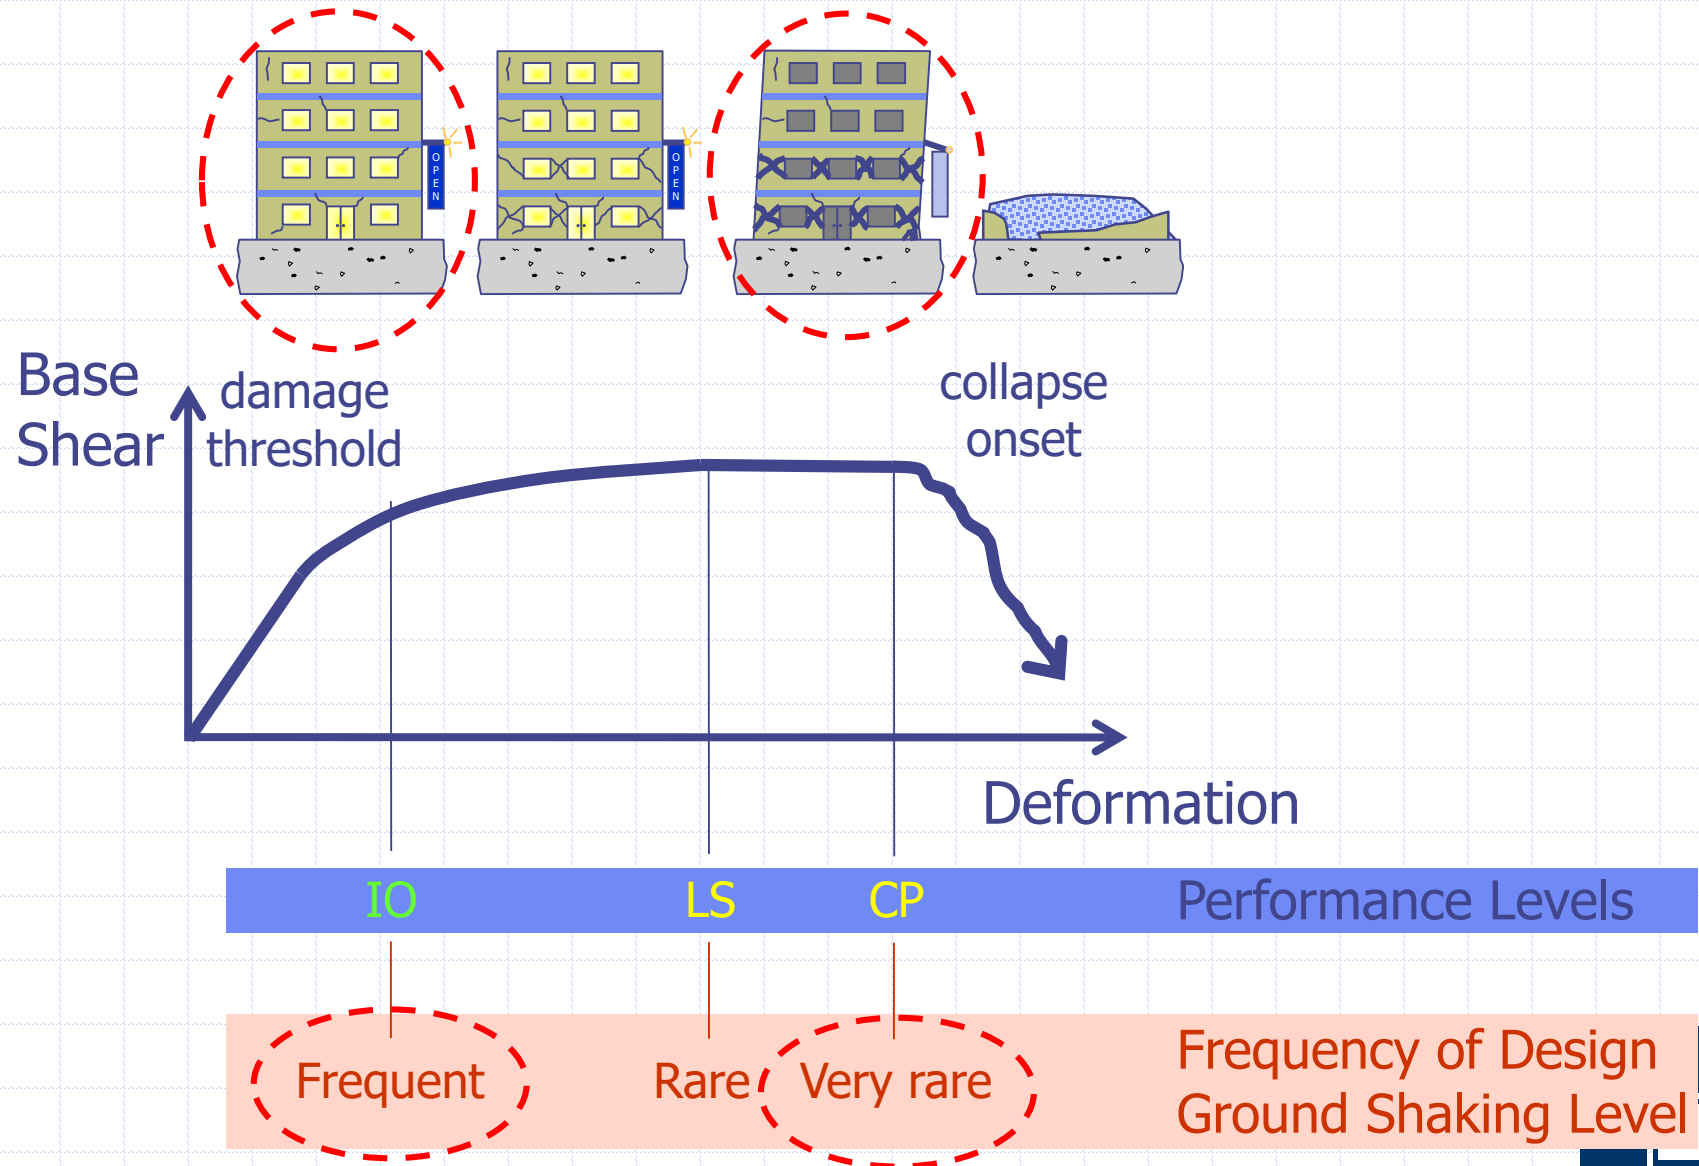 OPEN
OPEN
Base
Shear
damage
threshold
collapse
onset
Deformation
IO
LS
CP
Performance Levels
Frequent
Rare
Very rare
Frequency of Design
Ground Shaking Level